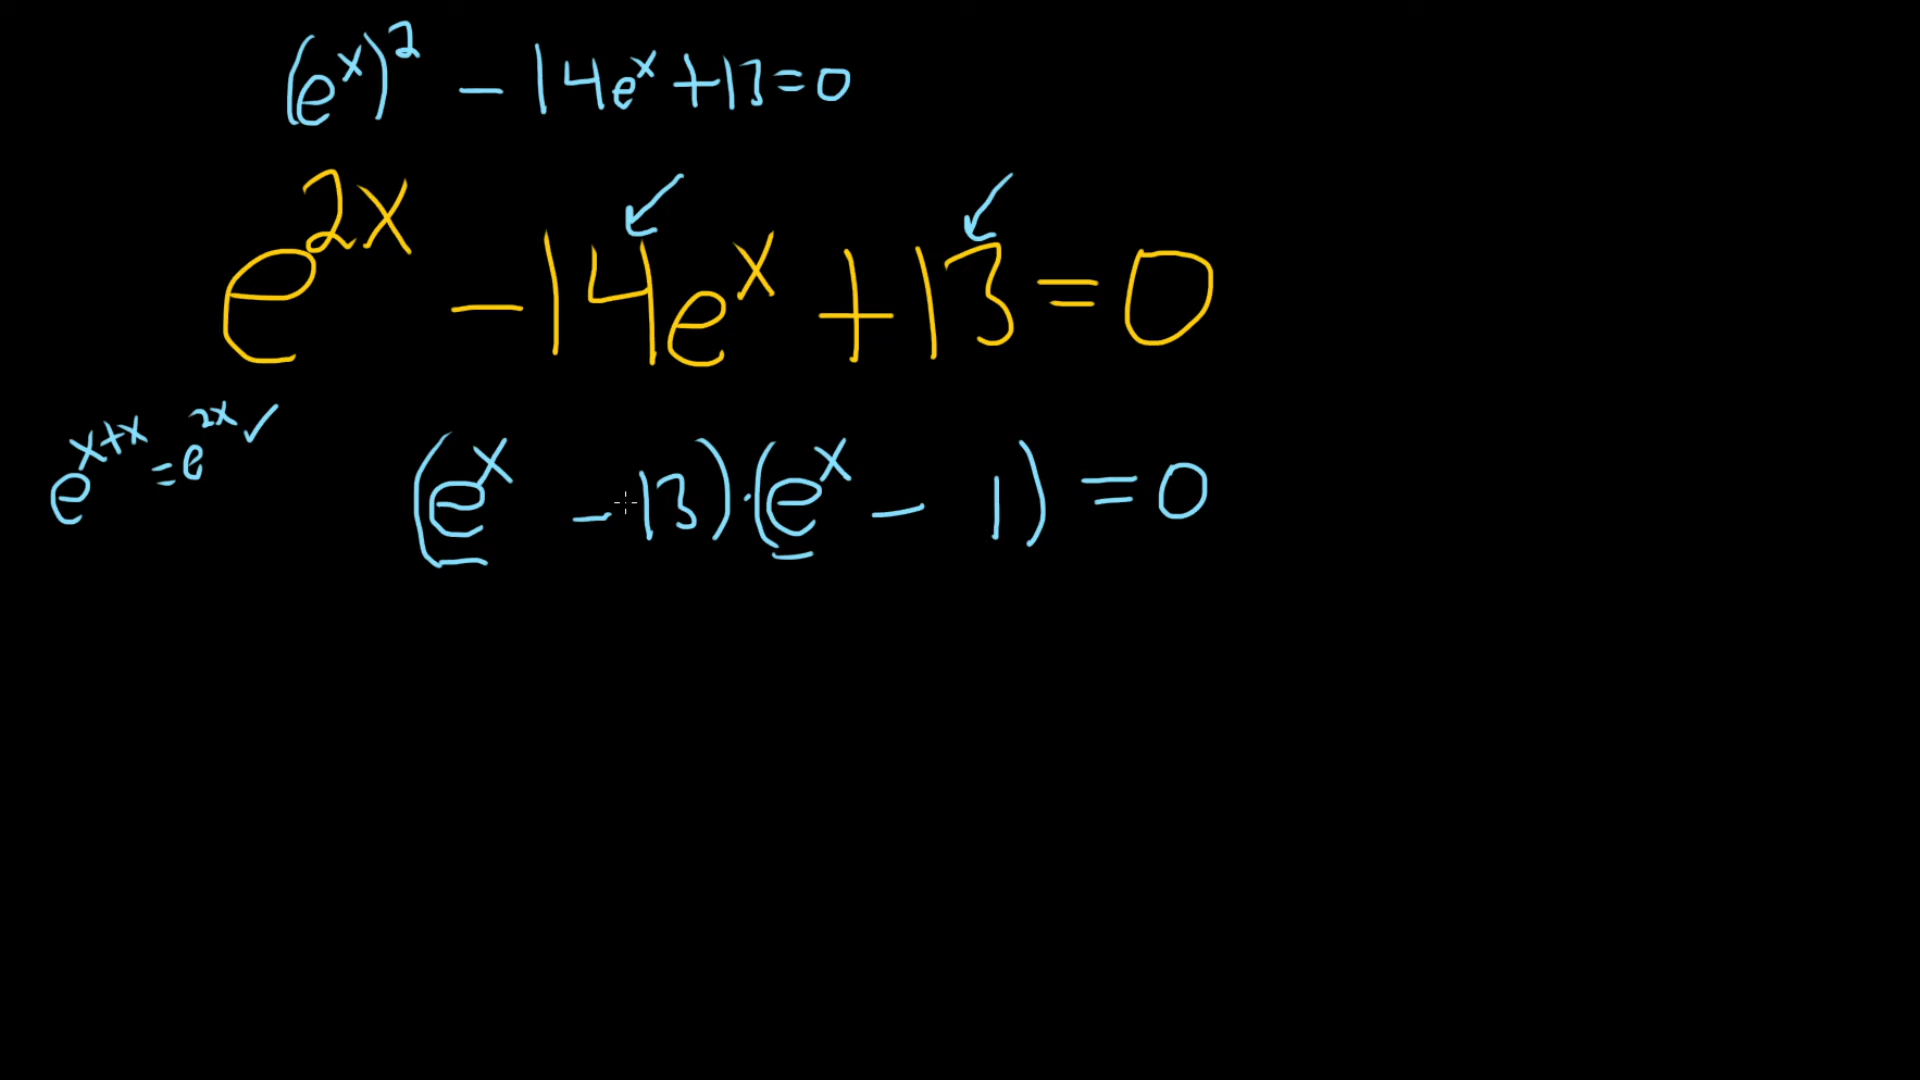 (e^x)^2 - 14e^x + 13 = 0
e^{2x} - 14e^x + 13 = 0
e^{x+x} = e^{2x} ✓
(e^x - 13) · (e^x - 1) = 0